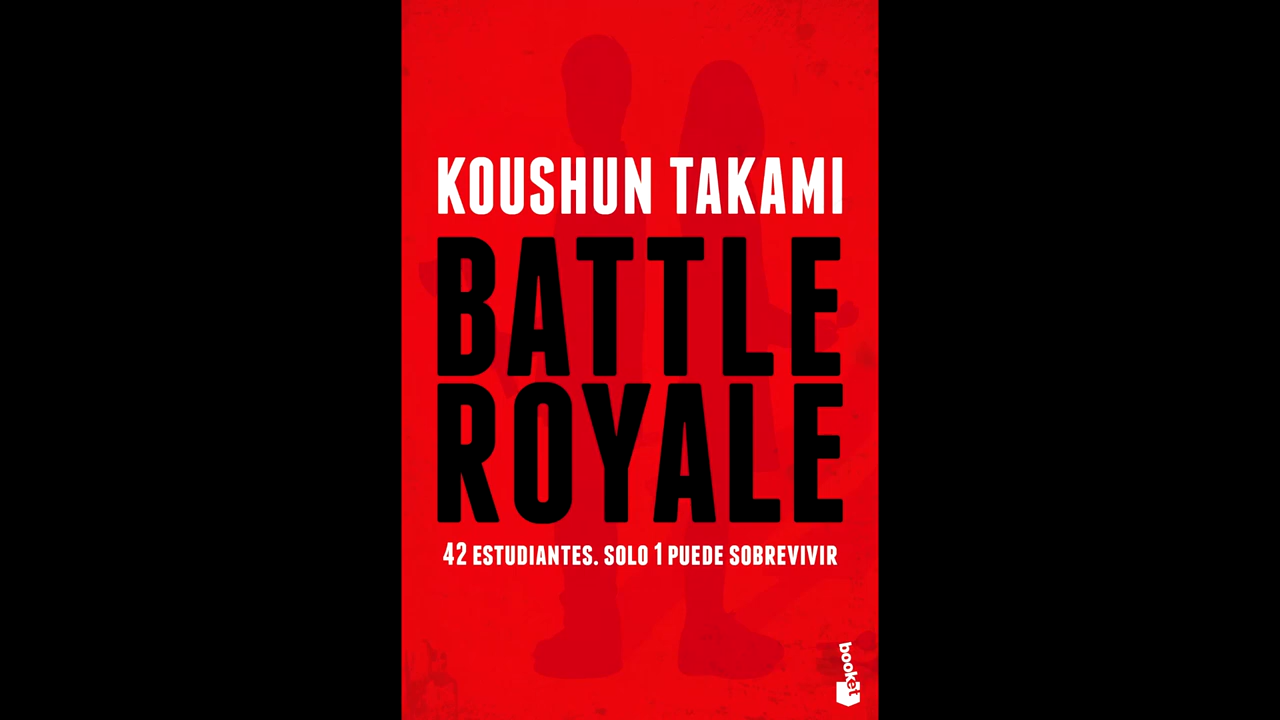 KOUSHUN TAKAMI
BATTLE
ROYALE
42 ESTUDIANTES. SOLO 1 PUEDE SOBREVIVIR
booket